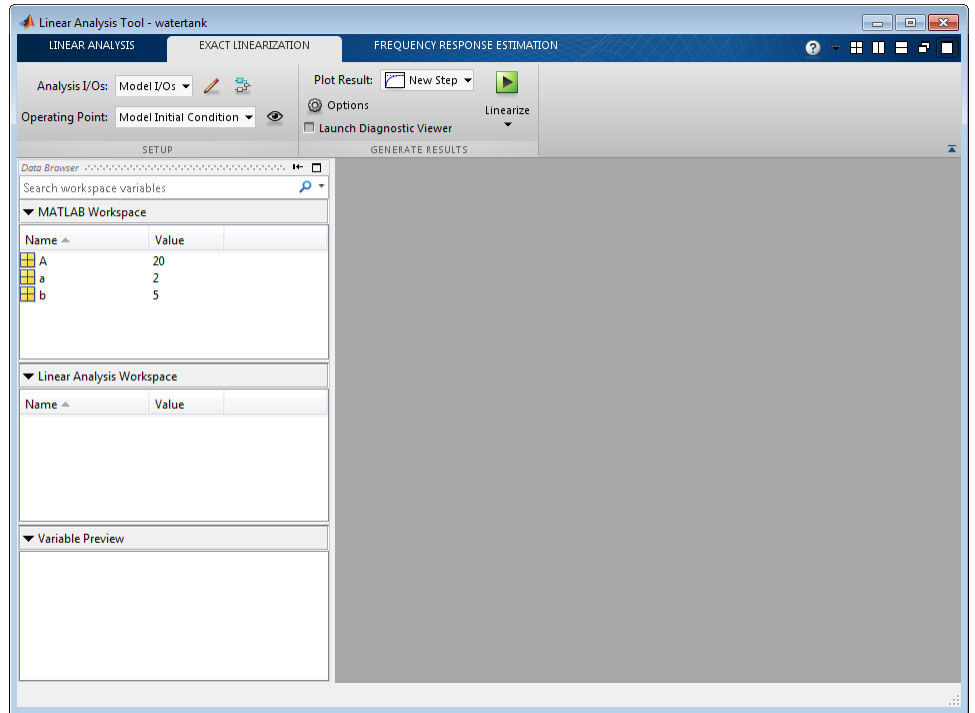 Linear Analysis Tool - watertank
LINEAR ANALYSIS
EXACT LINEARIZATION
FREQUENCY RESPONSE ESTIMATION
?
Analysis I/Os:
Model I/Os
Operating Point:
Model Initial Condition
SETUP
Plot Result:
New Step
Options
Launch Diagnostic Viewer
Linearize
GENERATE RESULTS
Data Browser
Search workspace variables
MATLAB Workspace
Name Value
A 20
a 2
b 5
Linear Analysis Workspace
Name Value
Variable Preview